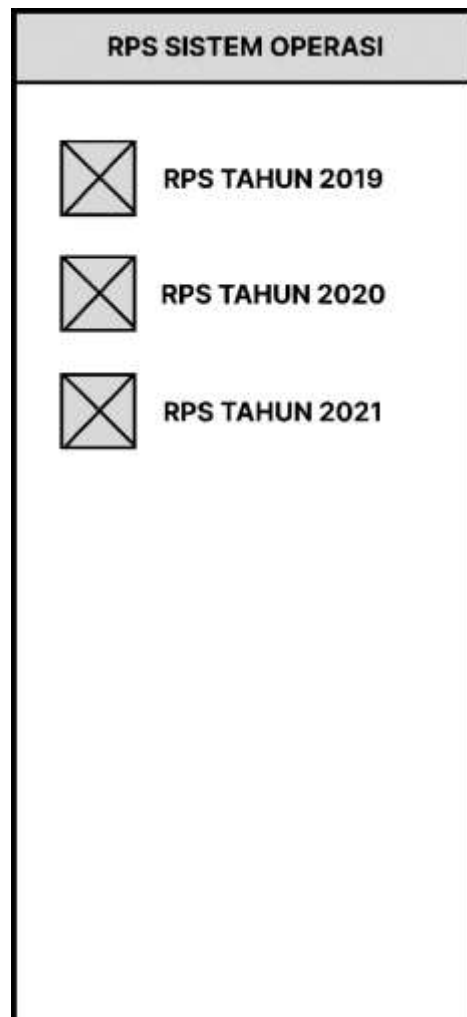 RPS SISTEM OPERASI
RPS TAHUN 2019
RPS TAHUN 2020
RPS TAHUN 2021